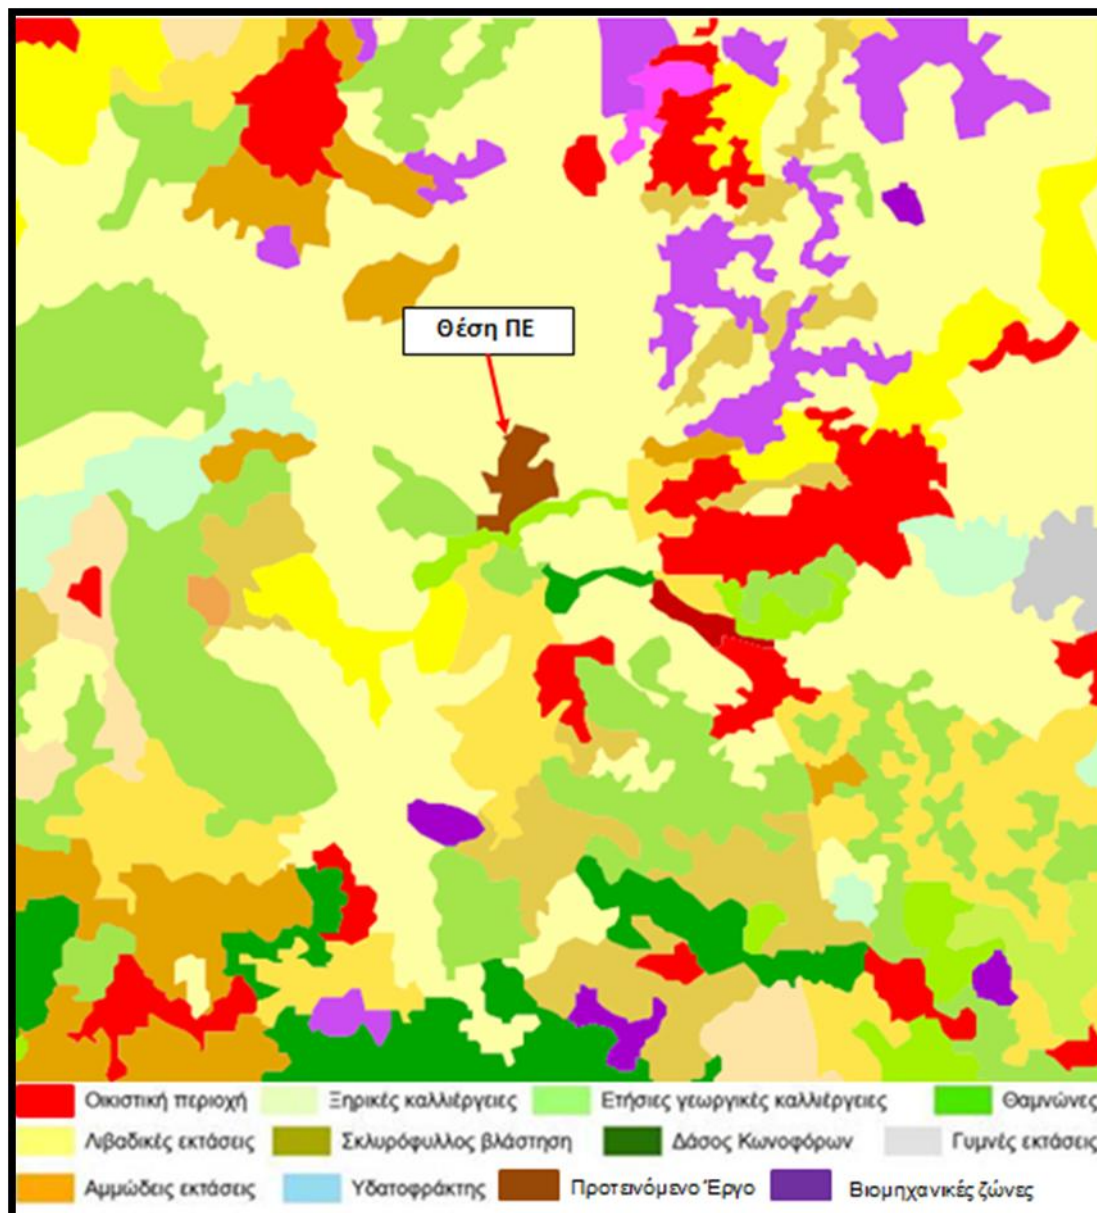 Θέση ΠΕ
Οικιστική περιοχή Ξηρικές καλλιέργειες Ετήσιες γεωργικές καλλιέργειες Θαμνώνες
Λιβαδικές εκτάσεις Σκλυρόφυλλος βλάστηση Δάσος Κωνοφόρων Γυμνές εκτάσεις
Αμμώδεις εκτάσεις Υδατοφράκτης Προτεινόμενο Έργο Βιομηχανικές ζώνες